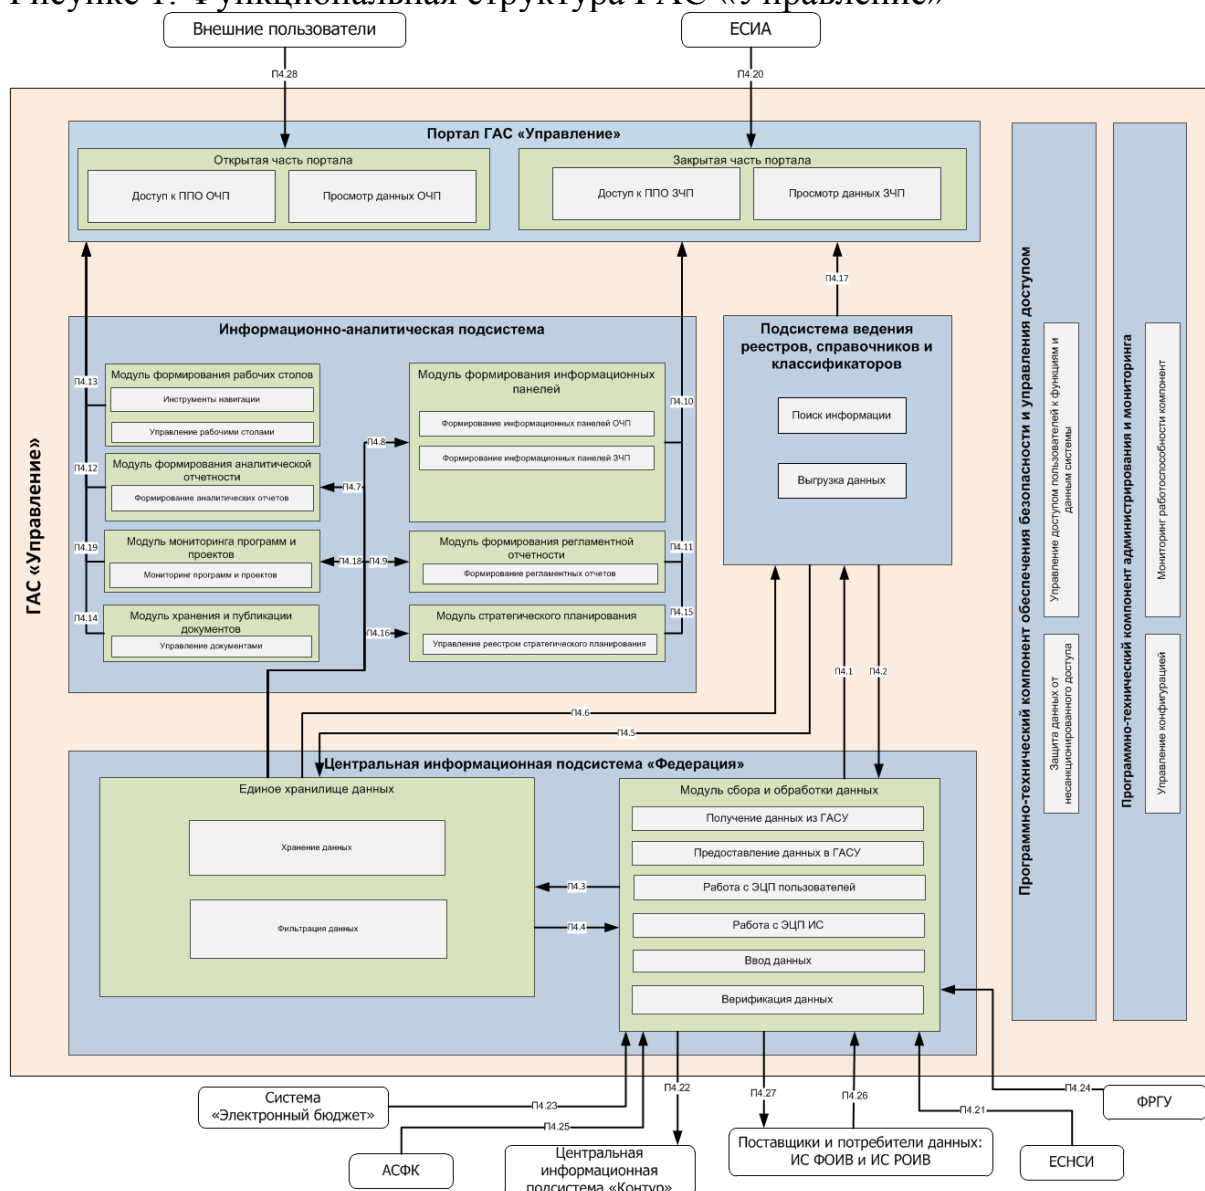 Рисунке 1. Функциональная структура ГАС «Управление»
Внешние пользователи
ЕСИА
П4.28
П4.20
Портал ГАС «Управление»
Открытая часть портала
Доступ к ППО ОЧП
Просмотр данных ОЧП
Закрытая часть портала
Доступ к ППО ЗЧП
Просмотр данных ЗЧП
П4.17
ГАС «Управление»
Информационно-аналитическая подсистема
Модуль формирования рабочих столов
Инструменты навигации
Управление рабочими столами
Модуль формирования аналитической
отчетности
Формирование аналитических отчетов
Модуль мониторинга программ и
проектов
Мониторинг программ и проектов
Модуль хранения и публикации
документов
Управление документами
П4.13
П4.12
П4.19
П4.14
П4.8
П4.7
П4.18
П4.9
П4.16
Модуль формирования информационных
панелей
Формирование информационных панелей ОЧП
Формирование информационных панелей ЗЧП
Модуль формирования регламентной
отчетности
Формирование регламентных отчетов
Модуль стратегического планирования
Управление реестром стратегического планирования
П4.10
П4.11
П4.15
Подсистема ведения
реестров, справочников и
классификаторов
Поиск информации
Выгрузка данных
П4.1
П4.2
П4.6
П4.5
Программно-технический компонент обеспечения безопасности и управления доступом
Управление доступом пользователей к функциям и
данным системы
Защита данных от
несанкционированного доступа
Программно-технический компонент администрирования и мониторинга
Мониторинг работоспособности компонент
Управление конфигурацией
Центральная информационная подсистема «Федерация»
Единое хранилище данных
Хранение данных
Фильтрация данных
П4.3
П4.4
Модуль сбора и обработки данных
Получение данных из ГАСУ
Предоставление данных в ГАСУ
Работа с ЭЦП пользователей
Работа с ЭЦП ИС
Ввод данных
Верификация данных
П4.23
П4.25
П4.22
П4.27
П4.26
П4.21
П4.24
Система
«Электронный бюджет»
АСФК
Центральная
информационная
подсистема «Контур»
Поставщики и потребители данных:
ИС ФОИВ и ИС РОИВ
ЕСНСИ
ФРГУ